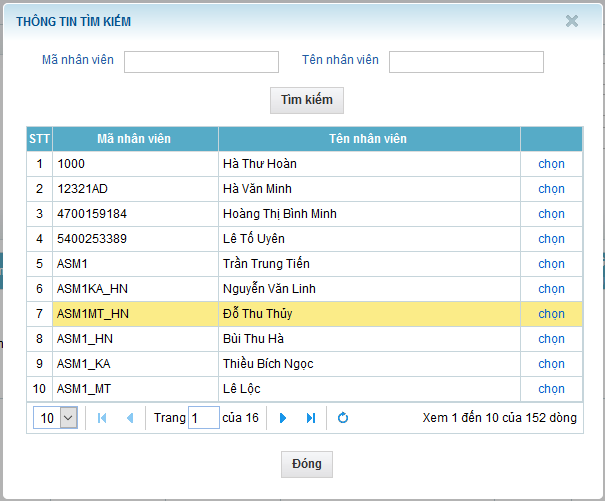 THÔNG TIN TÌM KIẾM
Mã nhân viên Tên nhân viên
Tìm kiếm
STT Mã nhân viên Tên nhân viên
1 1000 Hà Thư Hoàn chọn
2 12321AD Hà Văn Minh chọn
3 4700159184 Hoàng Thị Bình Minh chọn
4 5400253389 Lê Tố Uyên chọn
5 ASM1 Trần Trung Tiến chọn
6 ASM1KA_HN Nguyễn Văn Linh chọn
7 ASM1MT_HN Đỗ Thu Thủy chọn
8 ASM1_HN Bùi Thu Hà chọn
9 ASM1_KA Thiều Bích Ngọc chọn
10 ASM1_MT Lê Lộc chọn
10 Trang 1 của 16 Xem 1 đến 10 của 152 dòng
Đóng